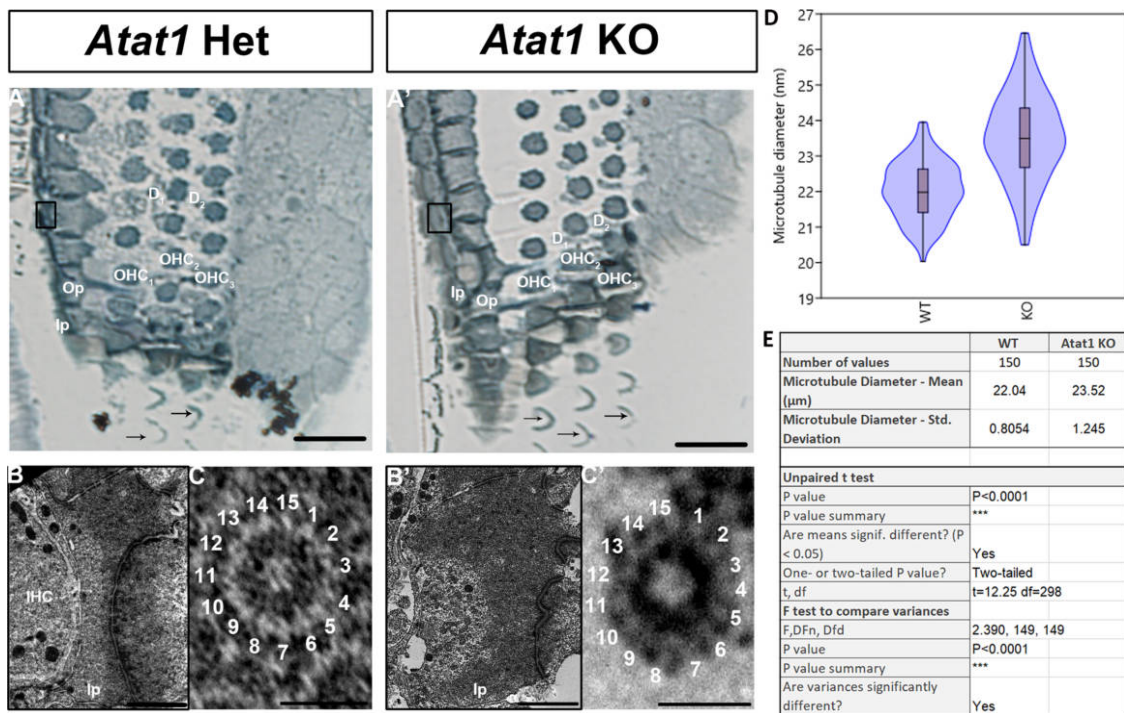 Atat1 Het
Atat1 KO
A
D1
D2
OHC1
OHC2
OHC3
Op
Ip
A'
D1
D2
OHC1
OHC2
OHC3
Ip
Op
B
IHC
Ip
C
1
2
3
4
5
6
7
8
9
10
11
12
13
14
15
B'
Ip
C'
1
2
3
4
5
6
7
8
9
10
11
12
13
14
15
D
Microtubule diameter (nm)
27
26
25
24
23
22
21
20
19
WT
KO
E
WT Atat1 KO
Number of values 150 150
Microtubule Diameter - Mean
(µm) 22.04 23.52
Microtubule Diameter - Std.
Deviation 0.8054 1.245
Unpaired t test
P value P<0.0001
P value summary ***
Are means signif. different? (P
< 0.05) Yes
One- or two-tailed P value? Two-tailed
t, df t=12.25 df=298
F test to compare variances
F,DFn, Dfd 2.390, 149, 149
P value P<0.0001
P value summary ***
Are variances significantly
different? Yes